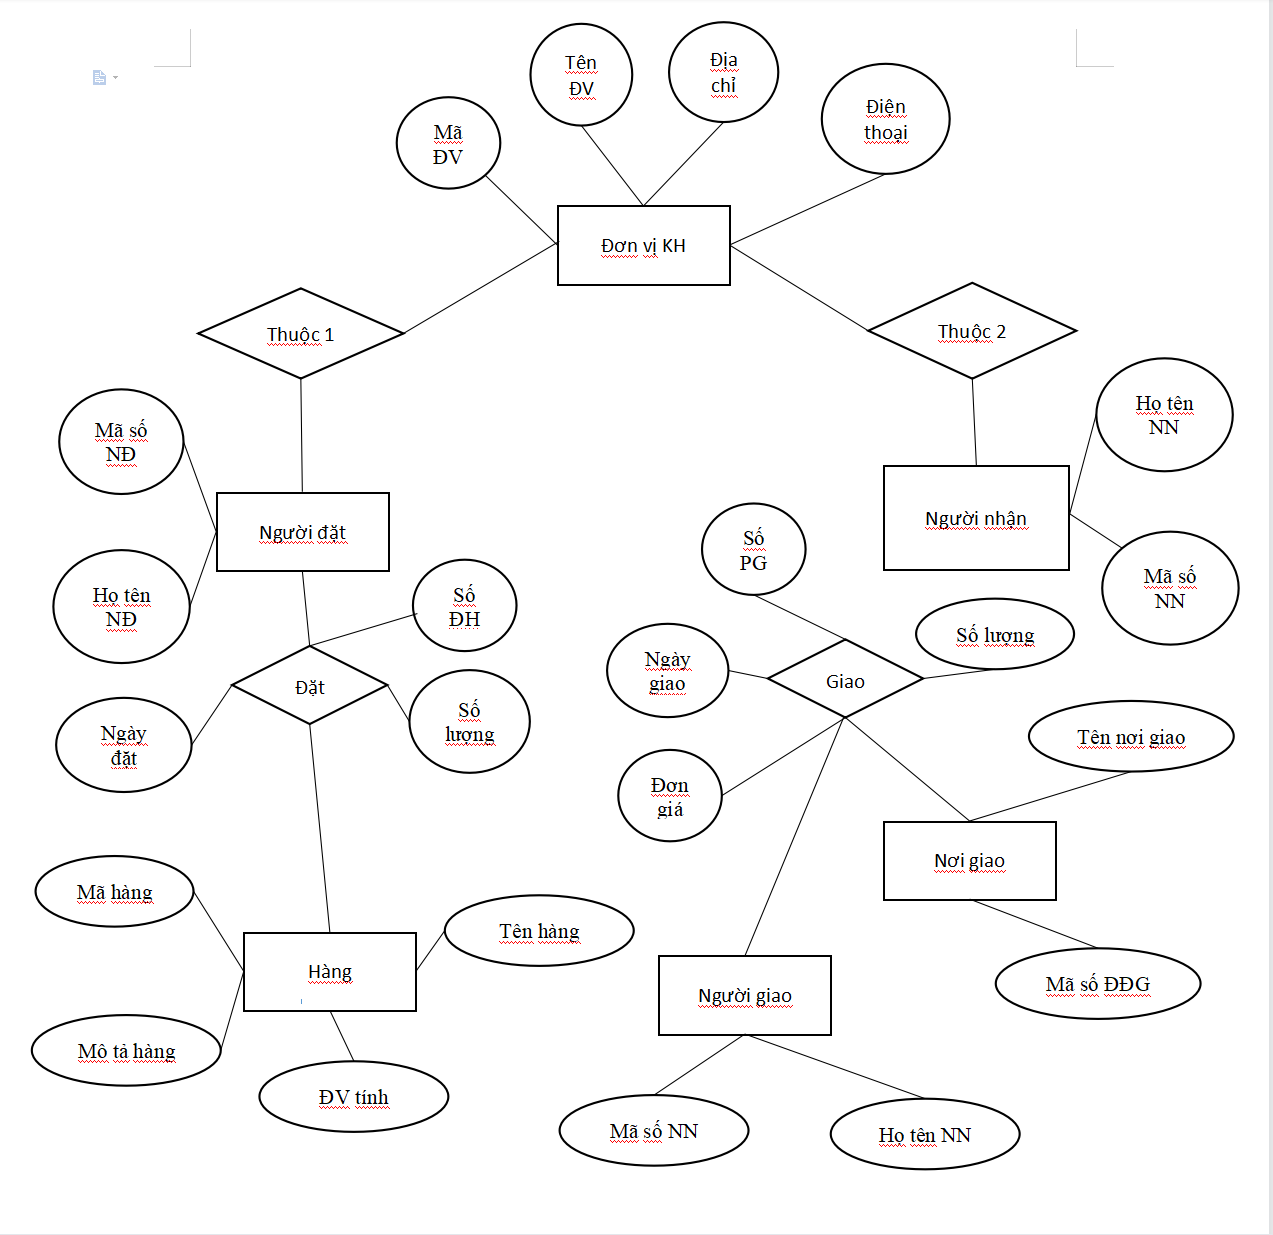 Tên
ĐV
Địa
chỉ
Điện
thoại
Mã
ĐV
Đơn vị KH
Thuộc 1
Thuộc 2
Họ tên
NN
Mã số
NĐ
Người đặt
Người nhận
Số
PG
Mã số
NN
Họ tên
NĐ
Số
ĐH
Số lượng
Ngày
giao
Giao
Đặt
Số
lượng
Ngày
đặt
Tên nơi giao
Đơn
giá
Nơi giao
Mã hàng
Tên hàng
Hàng
Người giao
Mã số ĐĐG
Mô tả hàng
ĐV tính
Mã số NN
Họ tên NN